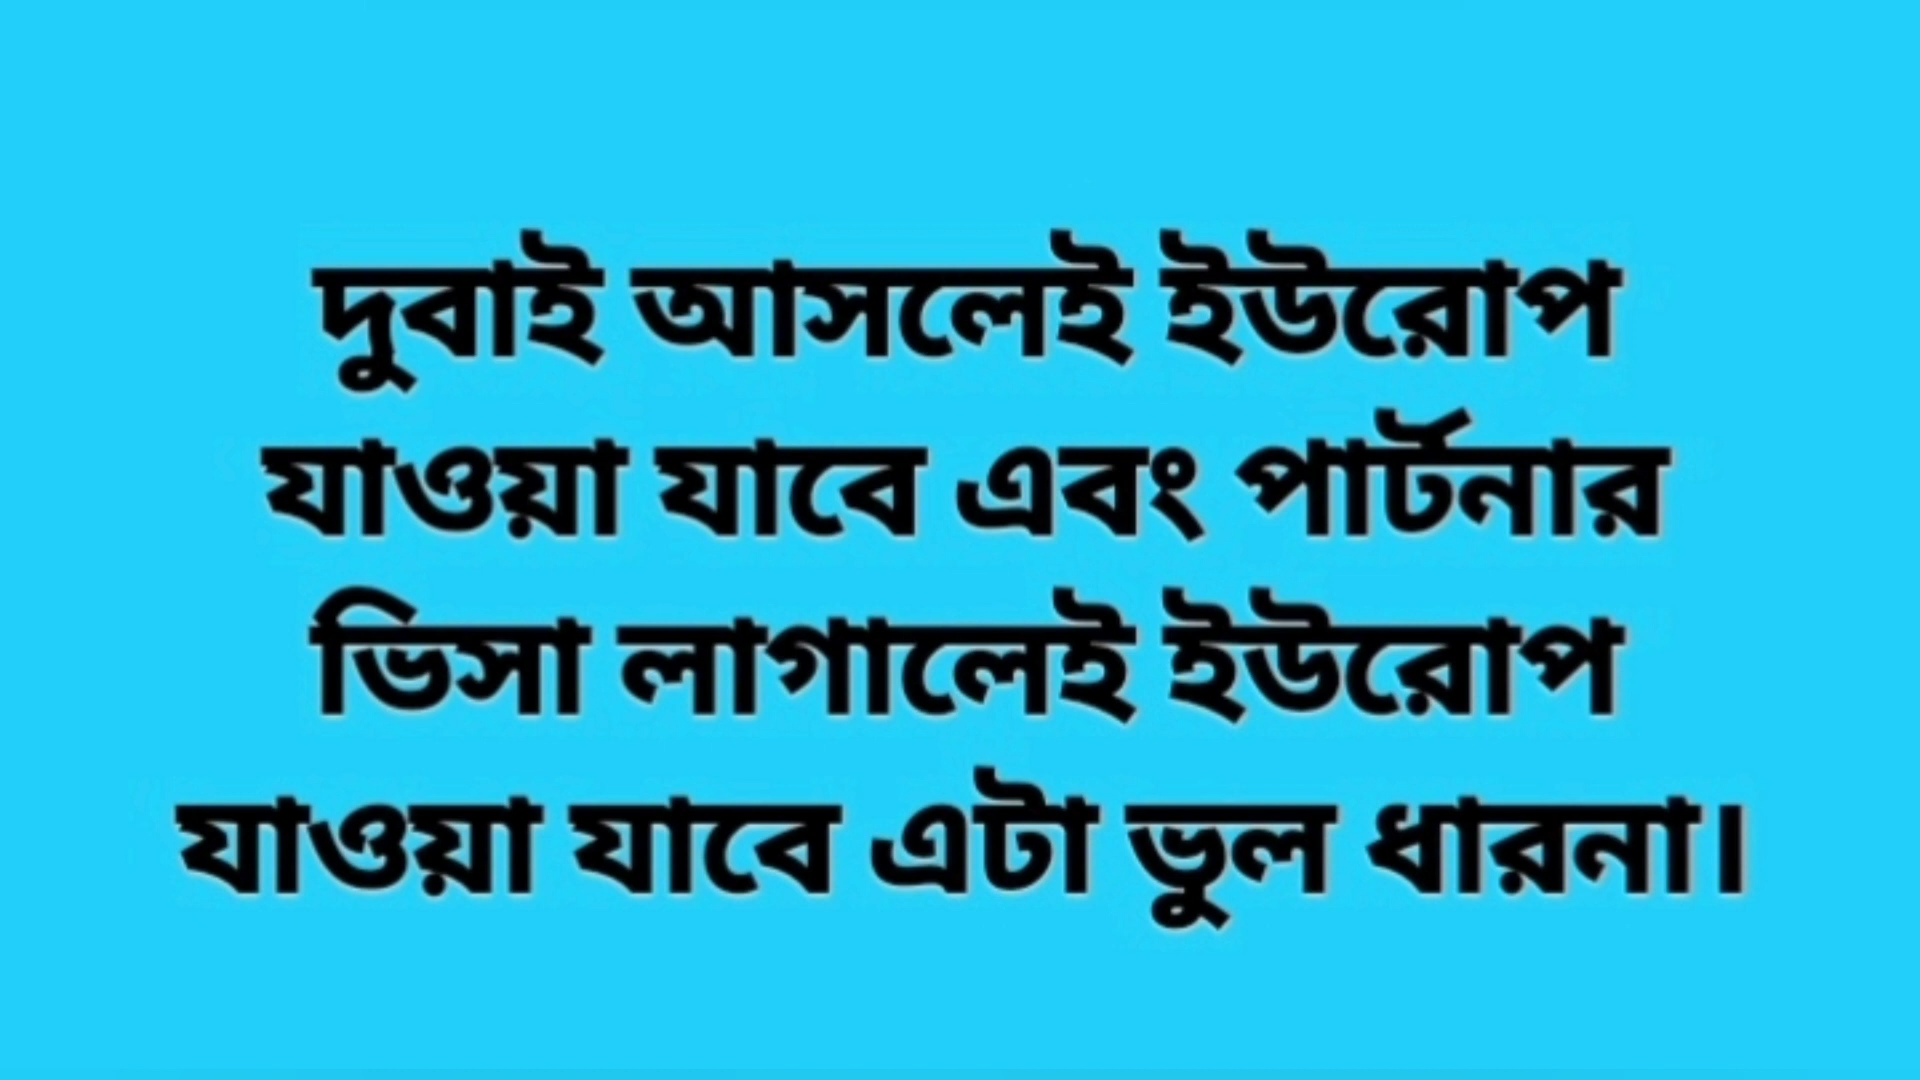 দুবাই আসলেই ইউরোপ
যাওয়া যাবে এবং পার্টনার
ভিসা লাগালেই ইউরোপ
যাওয়া যাবে এটা ভুল ধারনা।